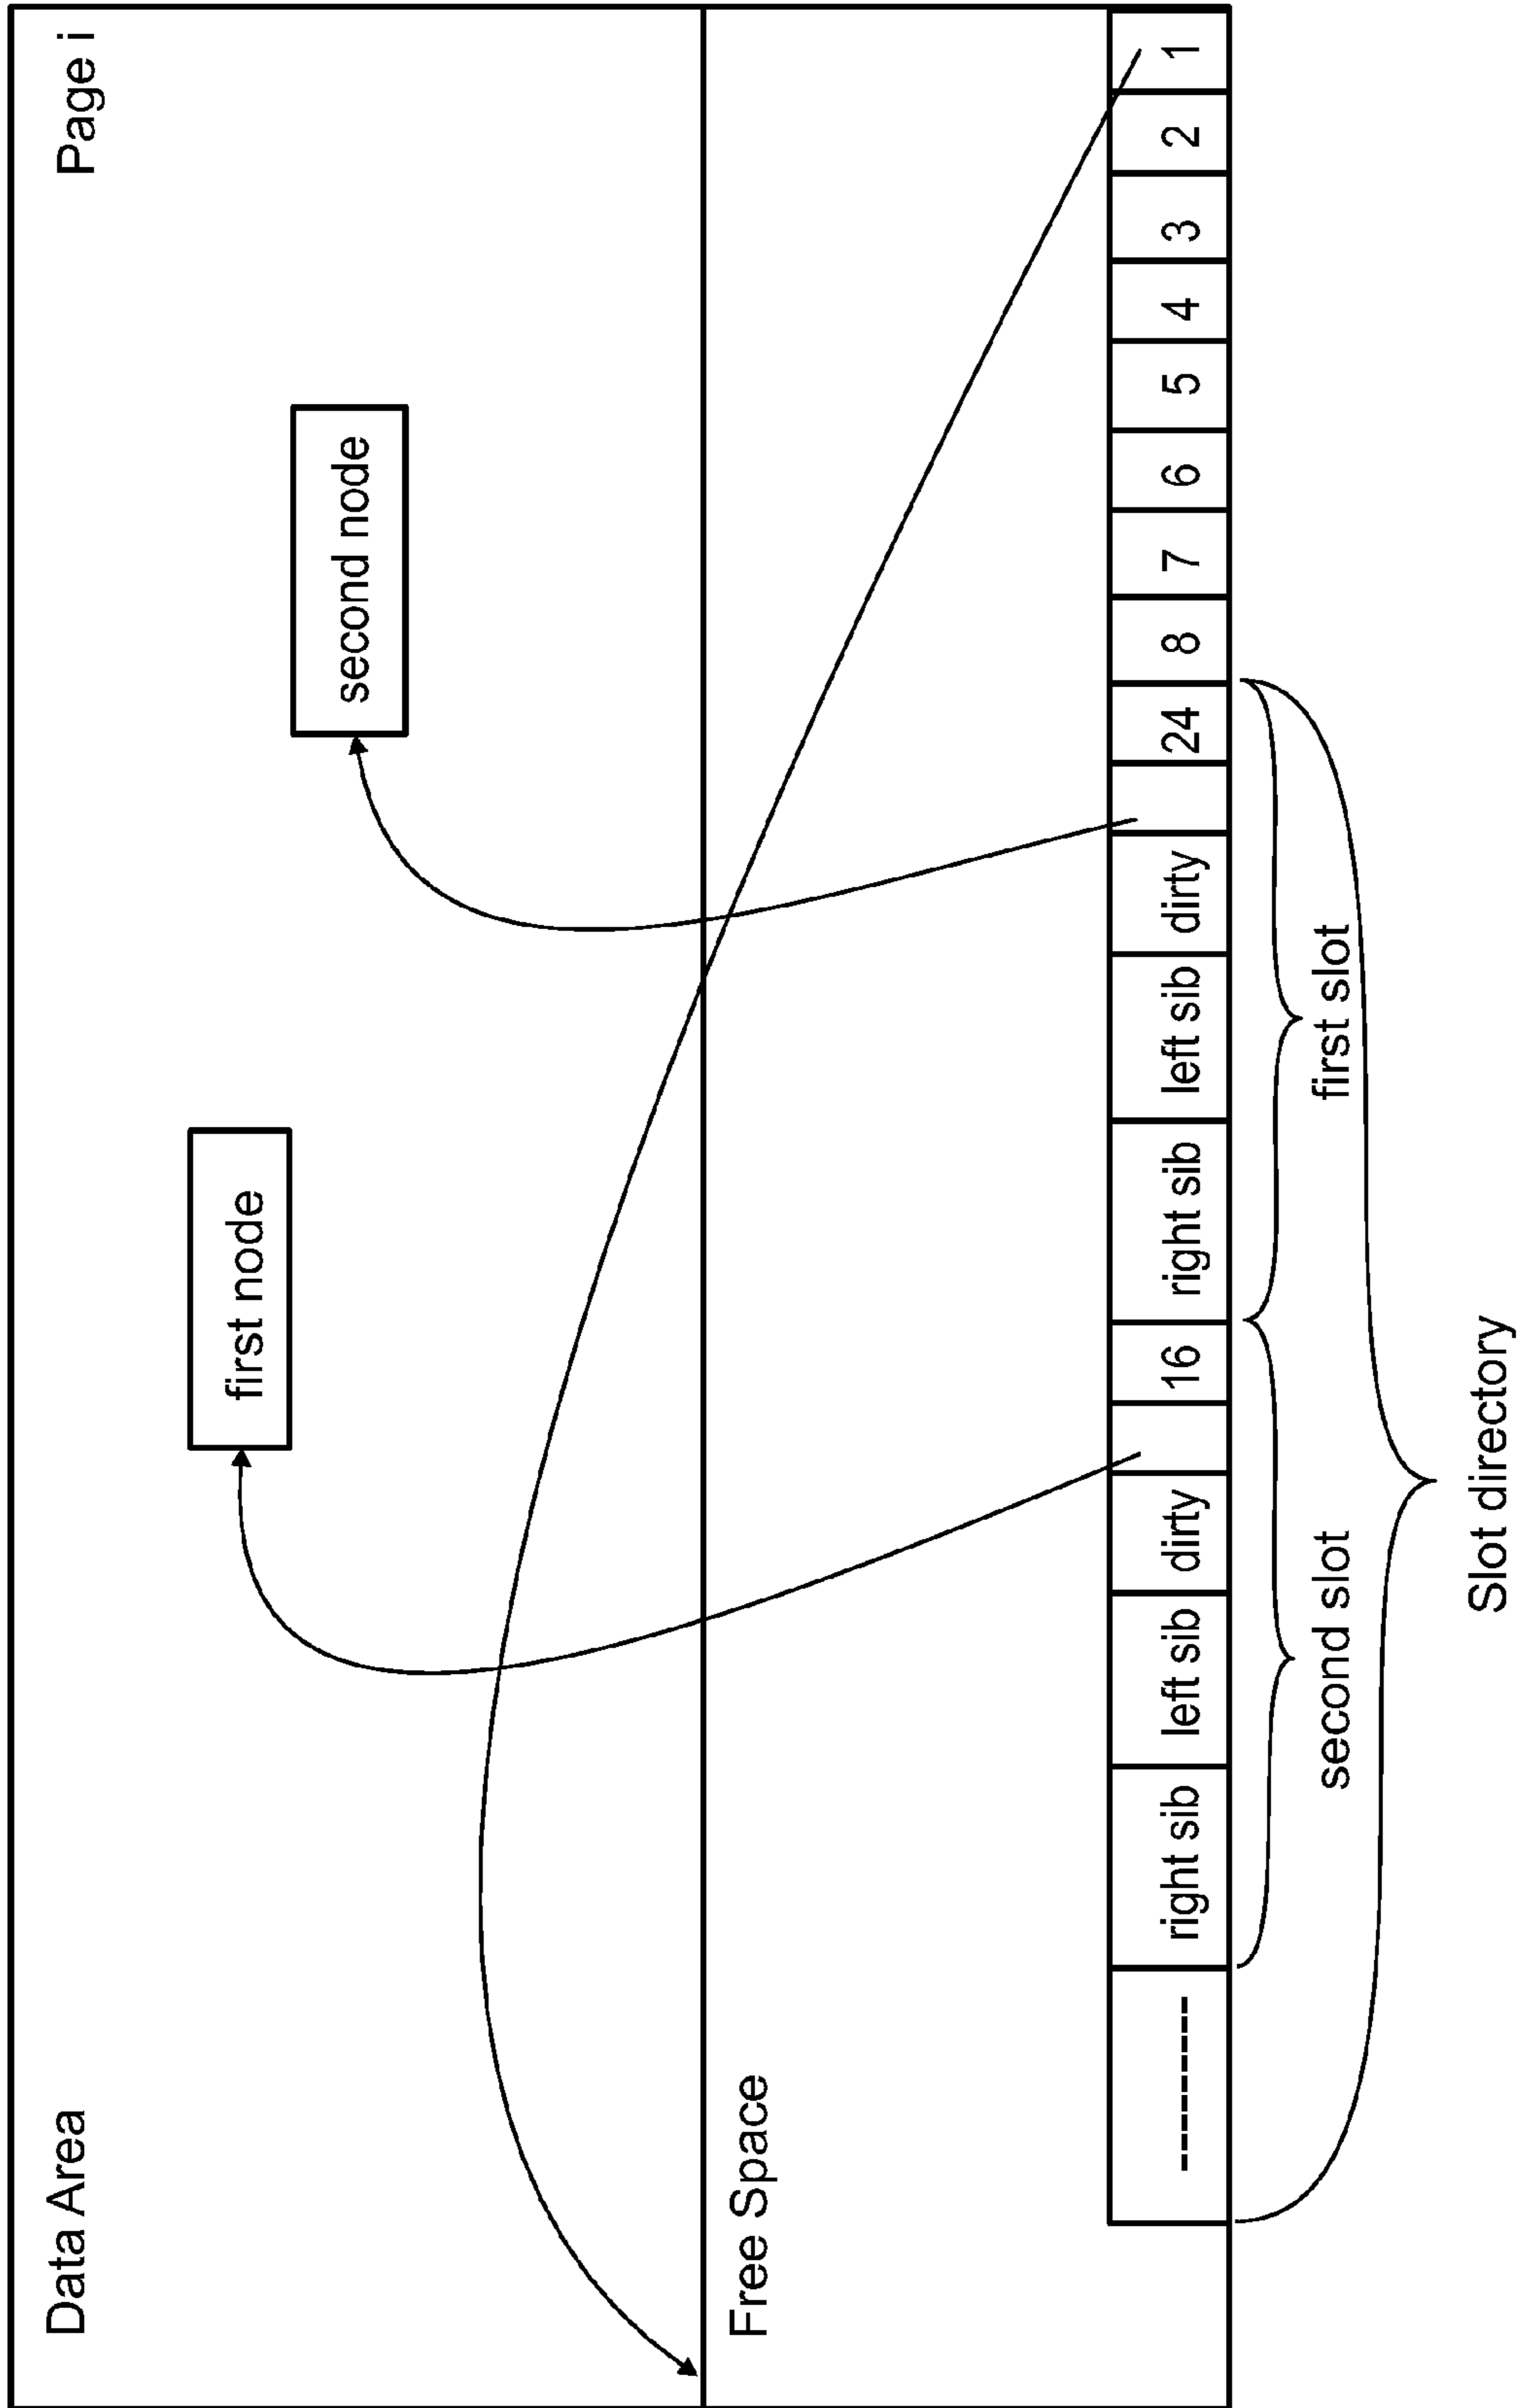 Data Area
Page i
first node
second node
Free Space
----------
right sib
left sib
dirty
16
right sib
left sib
dirty
24
8
7
6
5
4
3
2
1
second slot
first slot
Slot directory